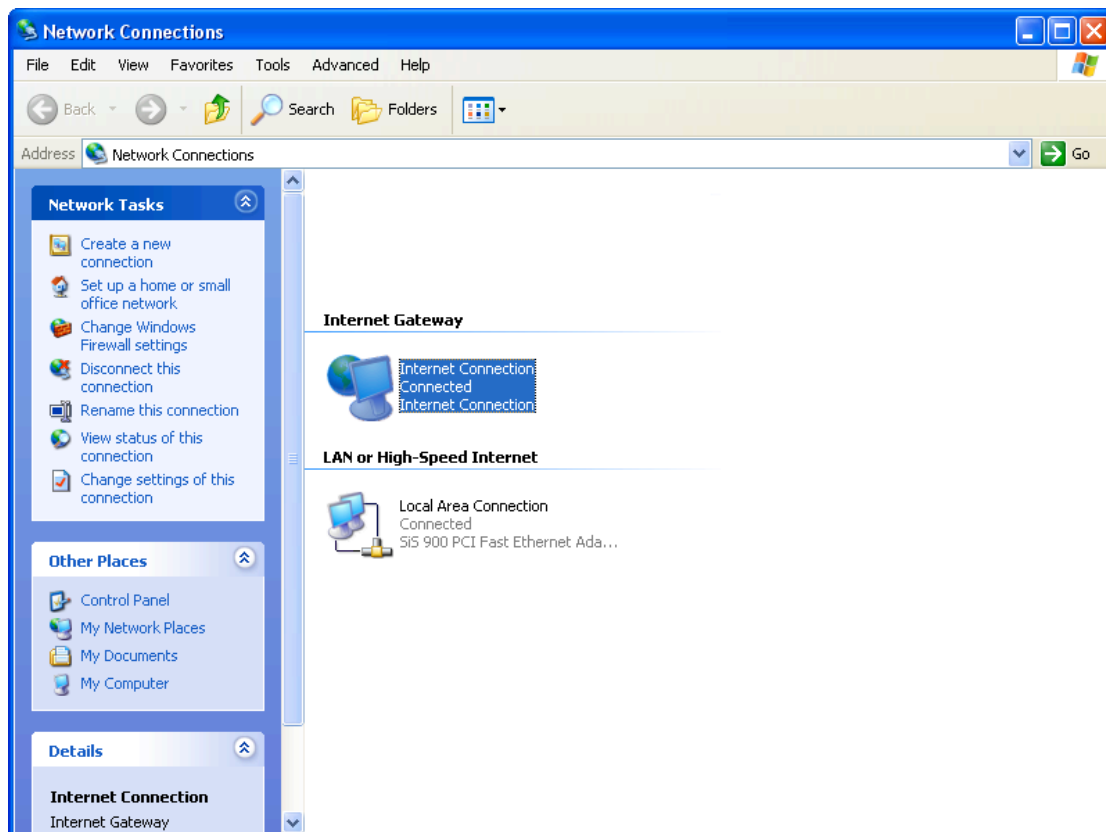 Network Connections
File Edit View Favorites Tools Advanced Help
Back Search Folders
Address Network Connections Go
Network Tasks
Create a new
connection
Set up a home or small
office network
Change Windows
Firewall settings
Disconnect this
connection
Rename this connection
View status of this
connection
Change settings of this
connection
Other Places
Control Panel
My Network Places
My Documents
My Computer
Details
Internet Connection
Internet Gateway
Internet Gateway
Internet Connection
Connected
Internet Connection
LAN or High-Speed Internet
Local Area Connection
Connected
SiS 900 PCI Fast Ethernet Ada...